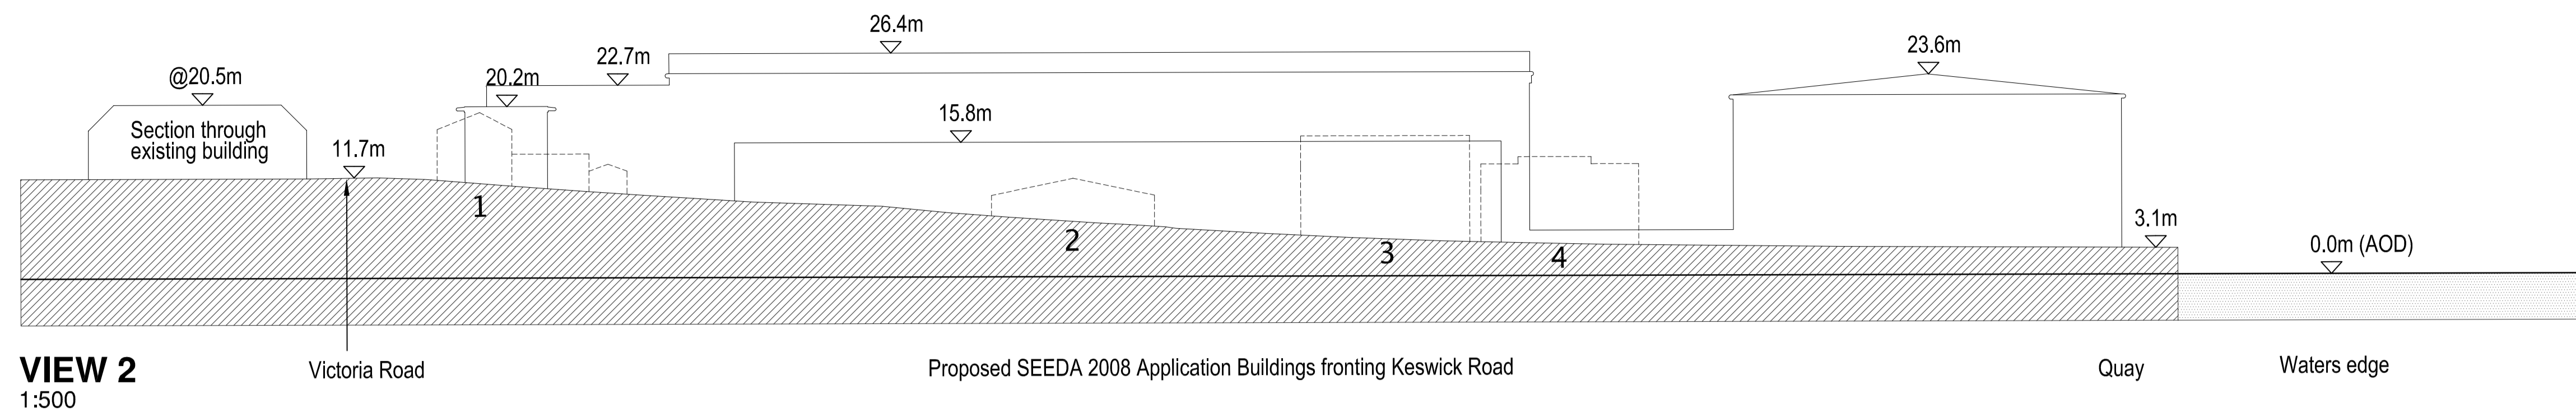 26.4m
22.7m
23.6m
@20.5m
20.2m
15.8m
Section through
existing building
11.7m
1
2
3
4
3.1m
0.0m (AOD)
VIEW 2
1:500
Victoria Road
Proposed SEEDA 2008 Application Buildings fronting Keswick Road
Quay
Waters edge